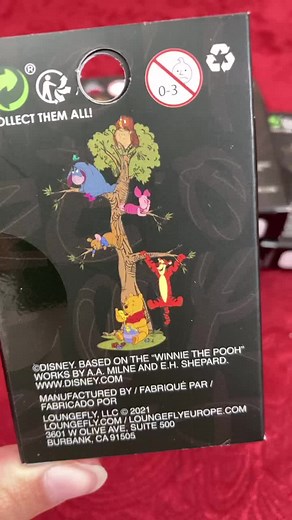 ®
0-3
OLLECT THEM ALL!
©DISNEY. BASED ON THE "WINNIE THE POOH"
WORKS BY A.A. MILNE AND E.H. SHEPARD.
WWW.DISNEY.COM
MANUFACTURED BY / FABRIQUÉ PAR /
FABRICADO POR
LOUNGEFLY, LLC © 2021
LOUNGEFLY.COM / LOUNGEFLYEUROPE.COM
3601 W OLIVE AVE, SUITE 500
BURBANK, CA 91505